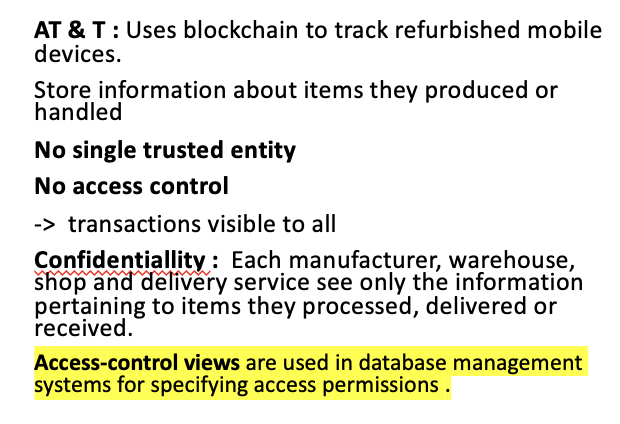 AT & T : Uses blockchain to track refurbished mobile
devices.
Store information about items they produced or
handled
No single trusted entity
No access control
-> transactions visible to all
Confidentiallity : Each manufacturer, warehouse,
shop and delivery service see only the information
pertaining to items they processed, delivered or
received.
Access-control views are used in database management
systems for specifying access permissions .